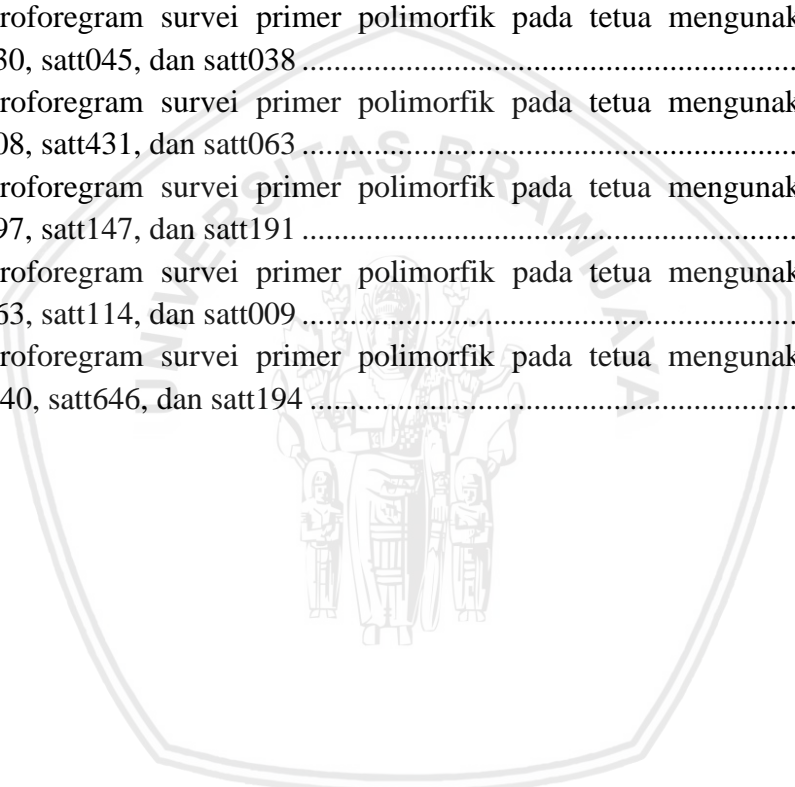 roforegram survei primer polimorfik pada tetua mengunak
30, satt045, dan satt038 ............................................................
roforegram survei primer polimorfik pada tetua mengunak
08, satt431, dan satt063 ............................................................
roforegram survei primer polimorfik pada tetua mengunak
97, satt147, dan satt191 ............................................................
roforegram survei primer polimorfik pada tetua mengunak
63, satt114, dan satt009 ............................................................
roforegram survei primer polimorfik pada tetua mengunak
40, satt646, dan satt194 ............................................................
UNIVERSITAS BRAWIJAYA